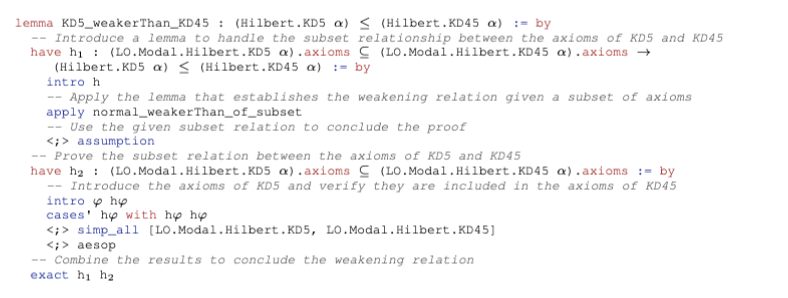 lemma KD5_weakerThan_KD45 : (Hilbert.KD5 α) ≤ (Hilbert.KD45 α) := by
-- Introduce a lemma to handle the subset relationship between the axioms of KD5 and KD45
have h₁ : (LO.Modal.Hilbert.KD5 α).axioms ⊆ (LO.Modal.Hilbert.KD45 α).axioms →
(Hilbert.KD5 α) ≤ (Hilbert.KD45 α) := by
intro h
-- Apply the lemma that establishes the weakening relation given a subset of axioms
apply normal_weakerThan_of_subset
-- Use the given subset relation to conclude the proof
<;> assumption
-- Prove the subset relation between the axioms of KD5 and KD45
have h₂ : (LO.Modal.Hilbert.KD5 α).axioms ⊆ (LO.Modal.Hilbert.KD45 α).axioms := by
-- Introduce the axioms of KD5 and verify they are included in the axioms of KD45
intro φ hφ
cases' hφ with hφ hφ
<;> simp_all [LO.Modal.Hilbert.KD5, LO.Modal.Hilbert.KD45]
<;> aesop
-- Combine the results to conclude the weakening relation
exact h₁ h₂